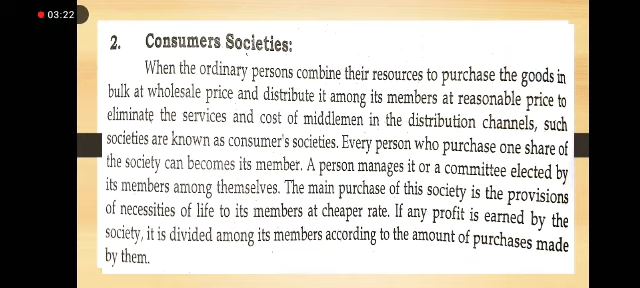 03:22
2. Consumers Societies:
When the ordinary persons combine their resources to purchase the goods in
bulk at wholesale price and distribute it among its members at reasonable price to
eliminate the services and cost of middlemen in the distribution channels, such
societies are known as consumer's societies. Every person who purchase one share of
the society can becomes its member. A person manages it or a committee elected by
its members among themselves. The main purchase of this society is the provisions
of necessities of life to its members at cheaper rate. If any profit is earned by the
society, it is divided among its members according to the amount of purchases made
by them.